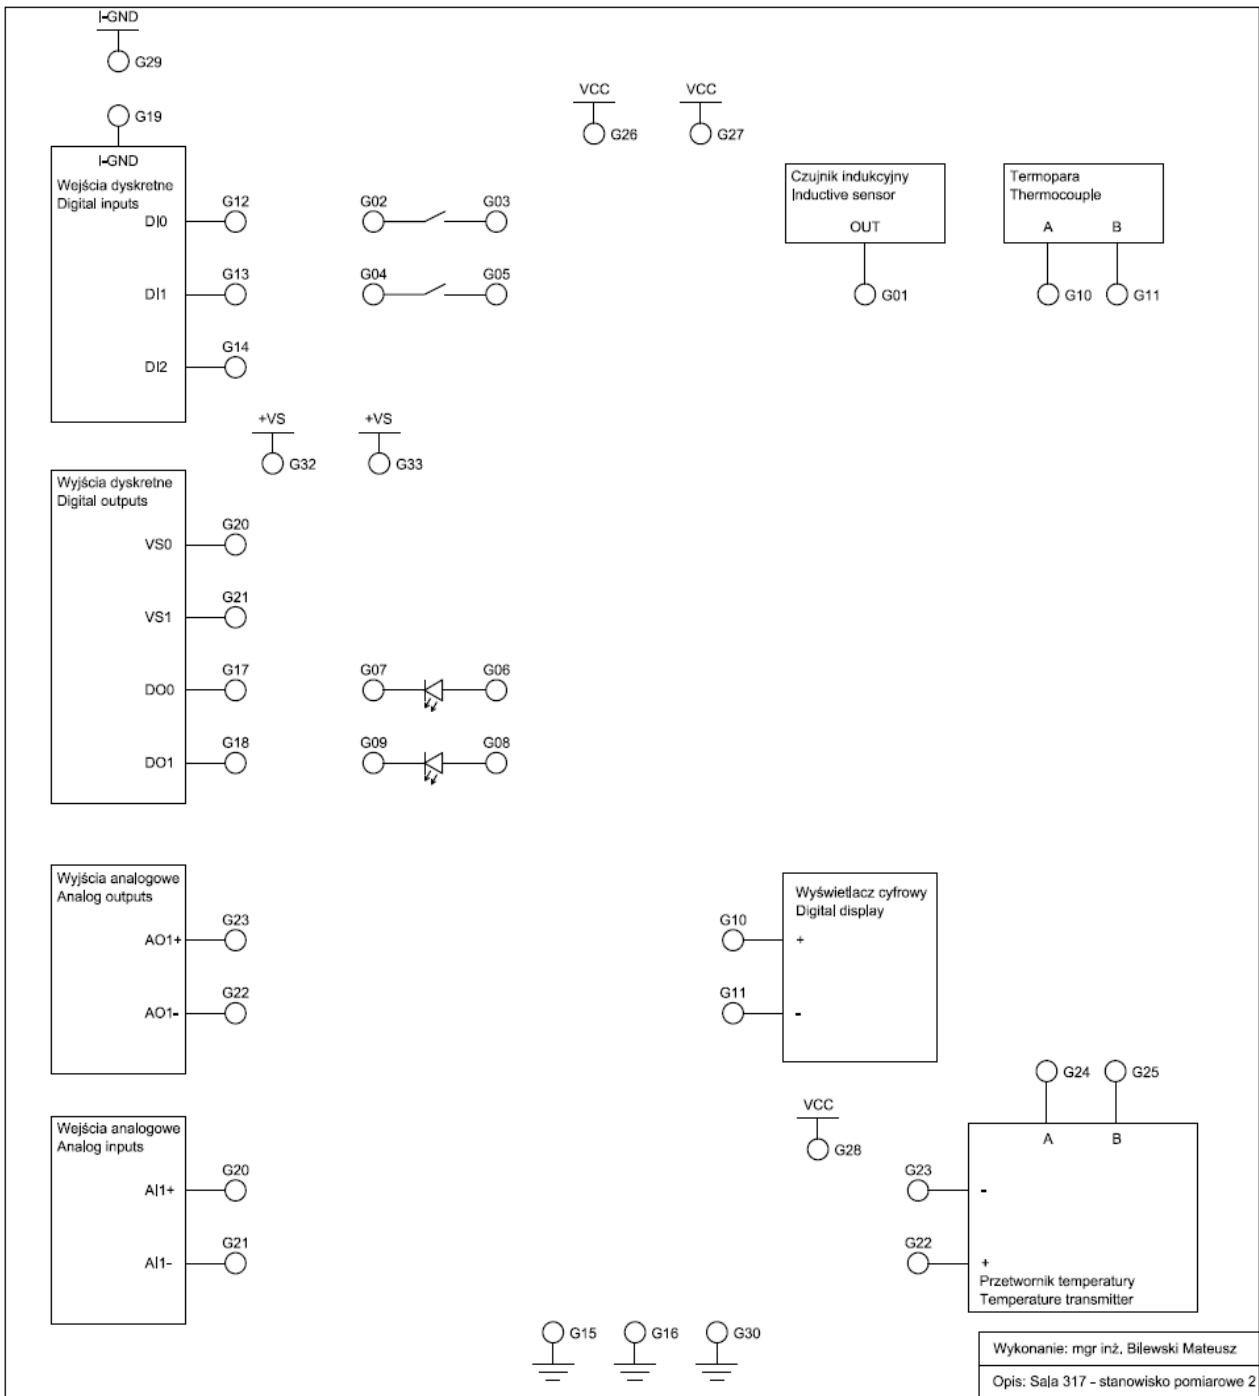 I-GND
G29
G19
I-GND
Wejścia dyskretne
Digital inputs
DI0
G12
DI1
G13
DI2
G14
G02
G03
G04
G05
VCC
G26
VCC
G27
Czujnik indukcyjny
Inductive sensor
OUT
G01
Termopara
Thermocouple
A B
G10
G11
+VS
G32
+VS
G33
Wyjścia dyskretne
Digital outputs
VS0
G20
VS1
G21
DO0
G17
DO1
G18
G07
G06
G09
G08
Wyjścia analogowe
Analog outputs
AO1+
G23
AO1-
G22
Wyświetlacz cyfrowy
Digital display
G10
+
G11
-
Wejścia analogowe
Analog inputs
AI1+
G20
AI1-
G21
VCC
G28
G24
G25
A B
G23
-
G22
+
Przetwornik temperatury
Temperature transmitter
G15
G16
G30
Wykonanie: mgr inż. Bilewski Mateusz
Opis: Sala 317 - stanowisko pomiarowe 2